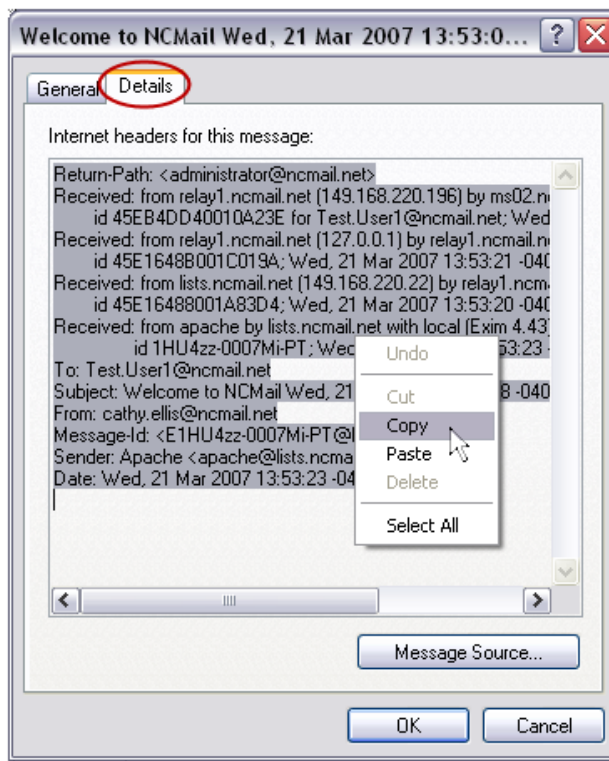 Welcome to NCMail Wed, 21 Mar 2007 13:53:0...
General Details
Internet headers for this message:
Return-Path: <administrator@ncmail.net>
Received: from relay1.ncmail.net (149.168.220.196) by ms02.n
id 45EB4DD40010A23E for Test.User1@ncmail.net; Wed
Received: from relay1.ncmail.net (127.0.0.1) by relay1.ncmail.n
id 45E1648B001C019A; Wed, 21 Mar 2007 13:53:21 -040
Received: from lists.ncmail.net (149.168.220.22) by relay1.ncm
id 45E16488001A83D4; Wed, 21 Mar 2007 13:53:20 -040
Received: from apache by lists.ncmail.net with local (Exim 4.43)
id 1HU4zz-0007Mi-PT; Wed 53:23 -
To: Test.User1@ncmail.net
Subject: Welcome to NCMail Wed, 21 8 -040
From: cathy.ellis@ncmail.net
Message-Id: <E1HU4zz-0007Mi-PT@l
Sender: Apache <apache@lists.ncma
Date: Wed, 21 Mar 2007 13:53:23 -04
Undo
Cut
Copy
Paste
Delete
Select All
Message Source...
OK Cancel